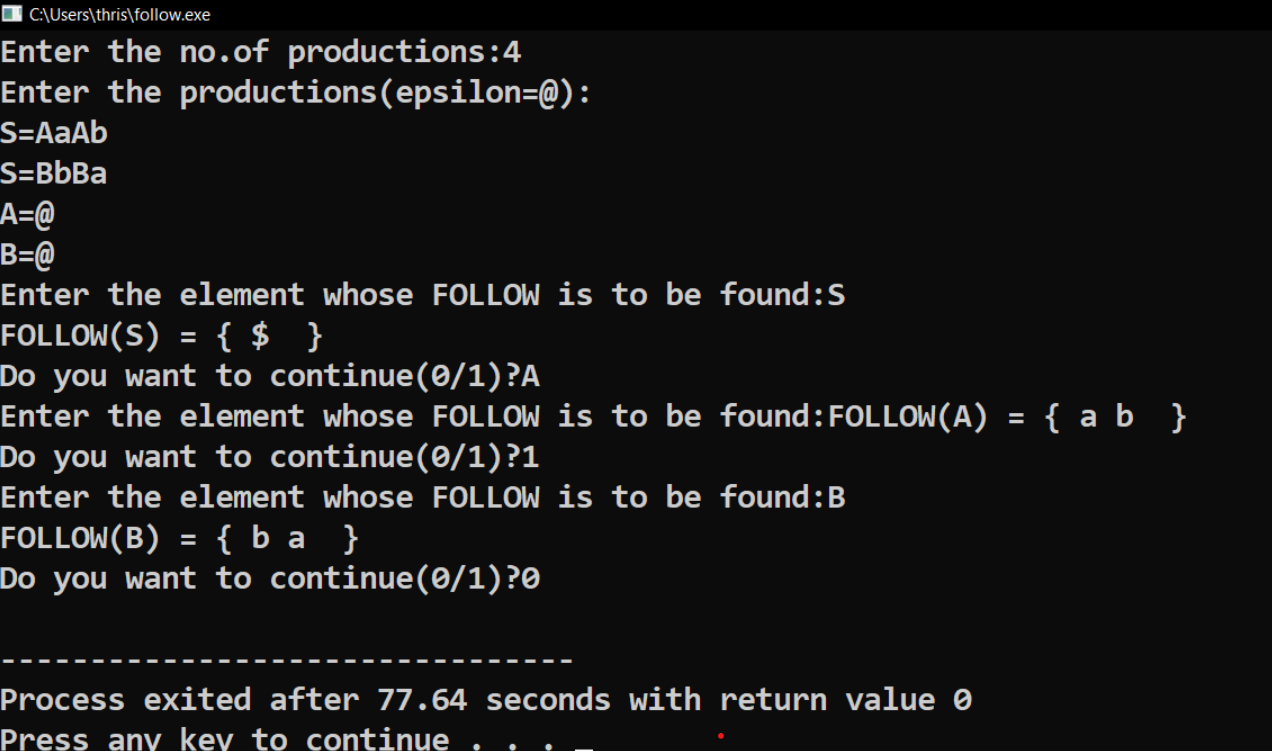 C:\Users\thris\follow.exe
Enter the no.of productions:4
Enter the productions(epsilon=@):
S=AaAb
S=BbBa
A=@
B=@
Enter the element whose FOLLOW is to be found:S
FOLLOW(S) = { $  }
Do you want to continue(0/1)?A
Enter the element whose FOLLOW is to be found:FOLLOW(A) = { a b  }
Do you want to continue(0/1)?1
Enter the element whose FOLLOW is to be found:B
FOLLOW(B) = { b a  }
Do you want to continue(0/1)?0
--------------------------------
Process exited after 77.64 seconds with return value 0
Press any key to continue . . . _